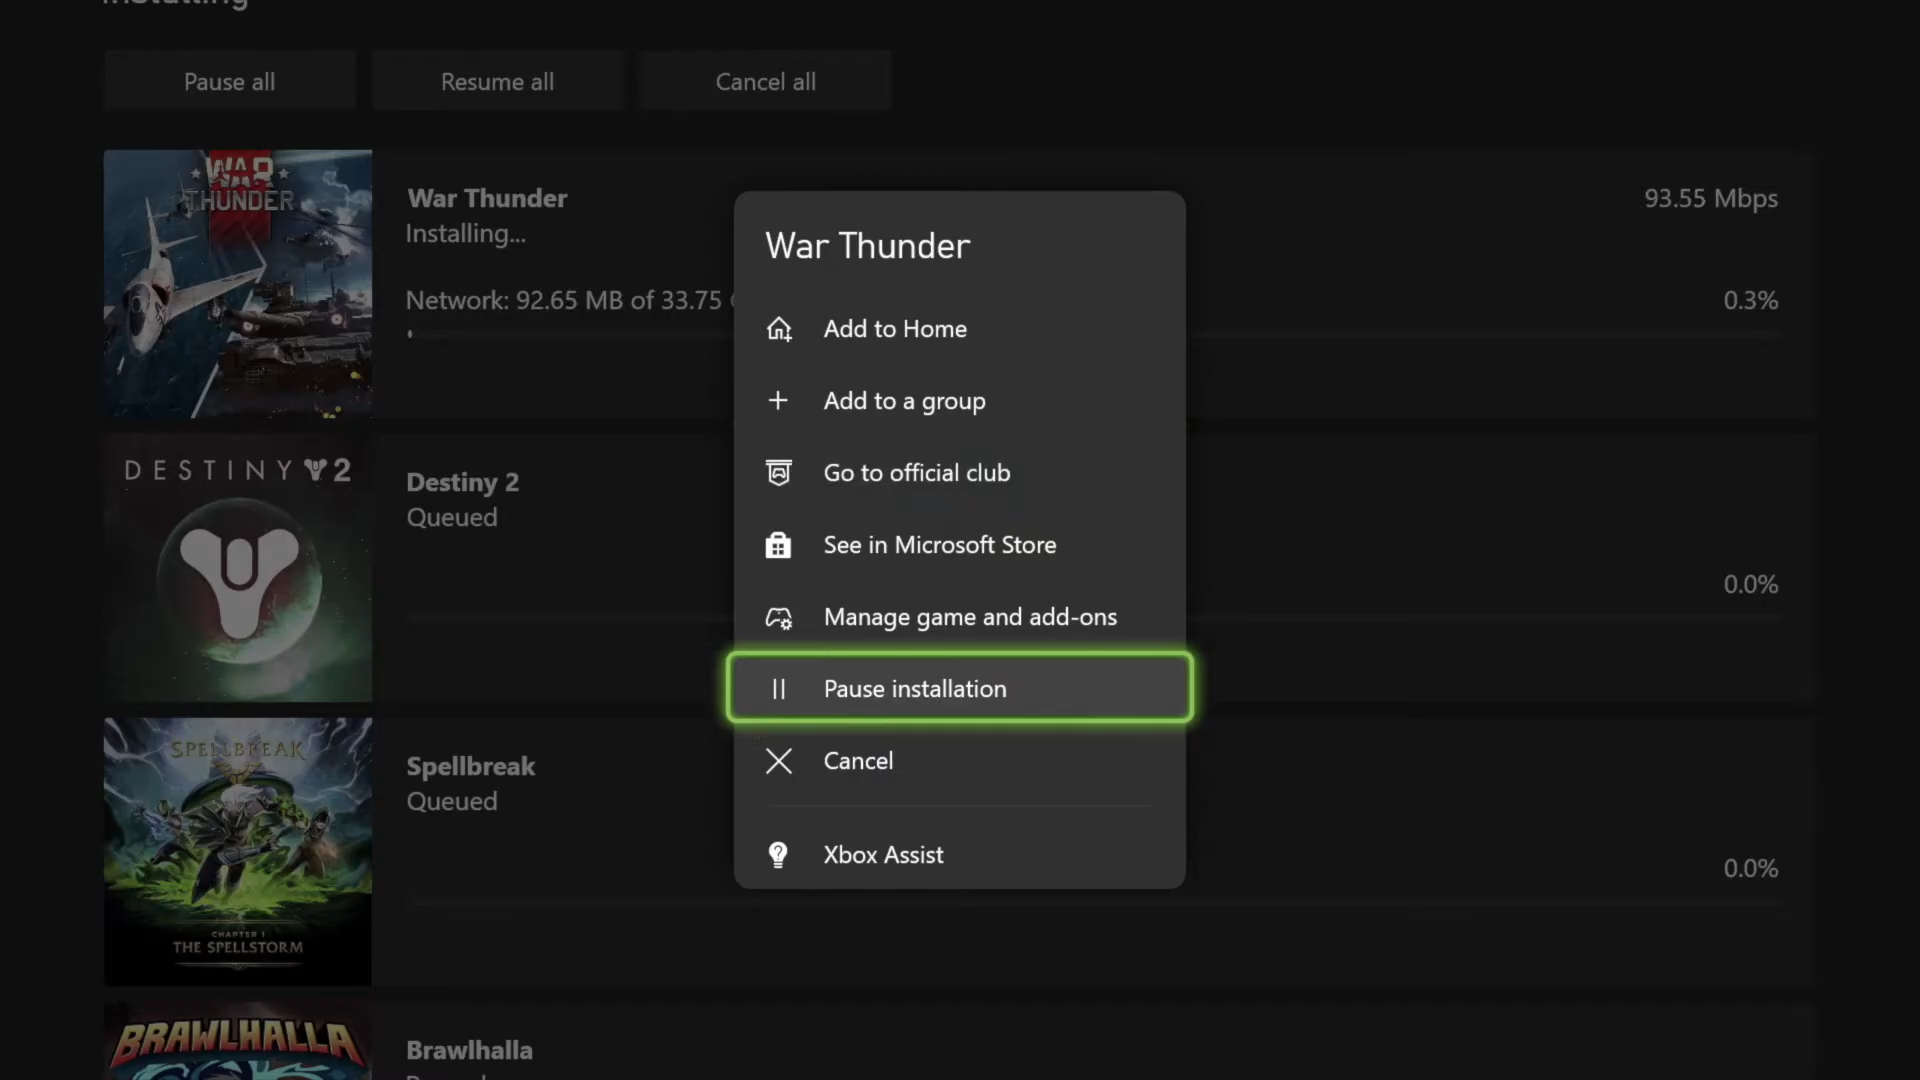 Installing
Pause all
Resume all
Cancel all
WAR
THUNDER
War Thunder
Installing...
93.55 Mbps
Network: 92.65 MB of 33.75
0.3%
War Thunder
Add to Home
Add to a group
Go to official club
See in Microsoft Store
Manage game and add-ons
Pause installation
Cancel
Xbox Assist
DESTINY 2
Destiny 2
Queued
0.0%
SPELLBREAK
CHAPTER 1
THE SPELLSTORM
Spellbreak
Queued
0.0%
BRAWLHALLA
Brawlhalla